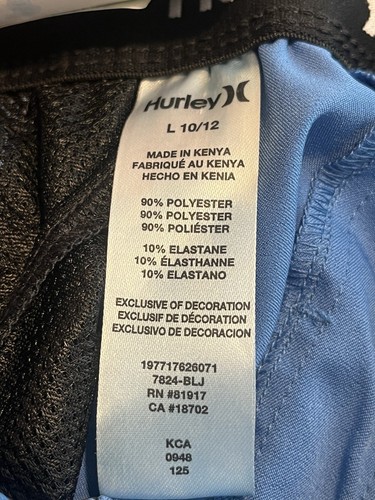 Hurley
L 10/12
MADE IN KENYA
FABRIQUÉ AU KENYA
HECHO EN KENIA
90% POLYESTER
90% POLYESTER
90% POLIÉSTER
10% ELASTANE
10% ÉLASTHANNE
10% ELASTANO
EXCLUSIVE OF DECORATION
EXCLUSIF DE DÉCORATION
EXCLUSIVO DE DECORACION
197717626071
7824-BLJ
RN #81917
CA #18702
KCA
0948
125